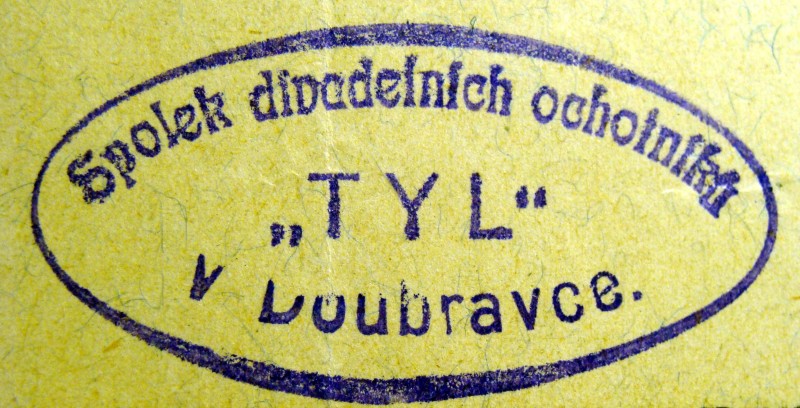 Spolek divadelních ochotníků
„TYL“
v Doubravce.